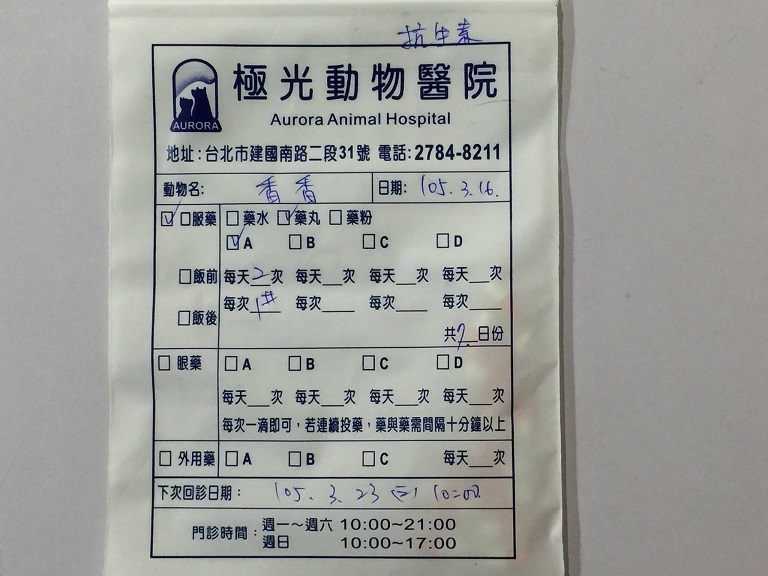 抗生素
AURORA
極光動物醫院
Aurora Animal Hospital
地址:台北市建國南路二段31號 電話:2784-8211
動物名: 香香 日期: 105.3.16.
☑口服藥 □藥水 ☑藥丸 □藥粉
☑A □B □C □D
□飯前 每天2次 每天__次 每天__次 每天__次
□飯後 每次1# 每次___ 每次___ 每次___
共7日份
□眼藥 □A □B □C □D
每天__次 每天__次 每天__次 每天__次
每次一滴即可,若連續投藥,藥與藥需間隔十分鐘以上
□外用藥 □A □B □C 每天__次
下次回診日期: 105.3.23 (三) 10:00
門診時間: 週一~週六 10:00~21:00
週日 10:00~17:00